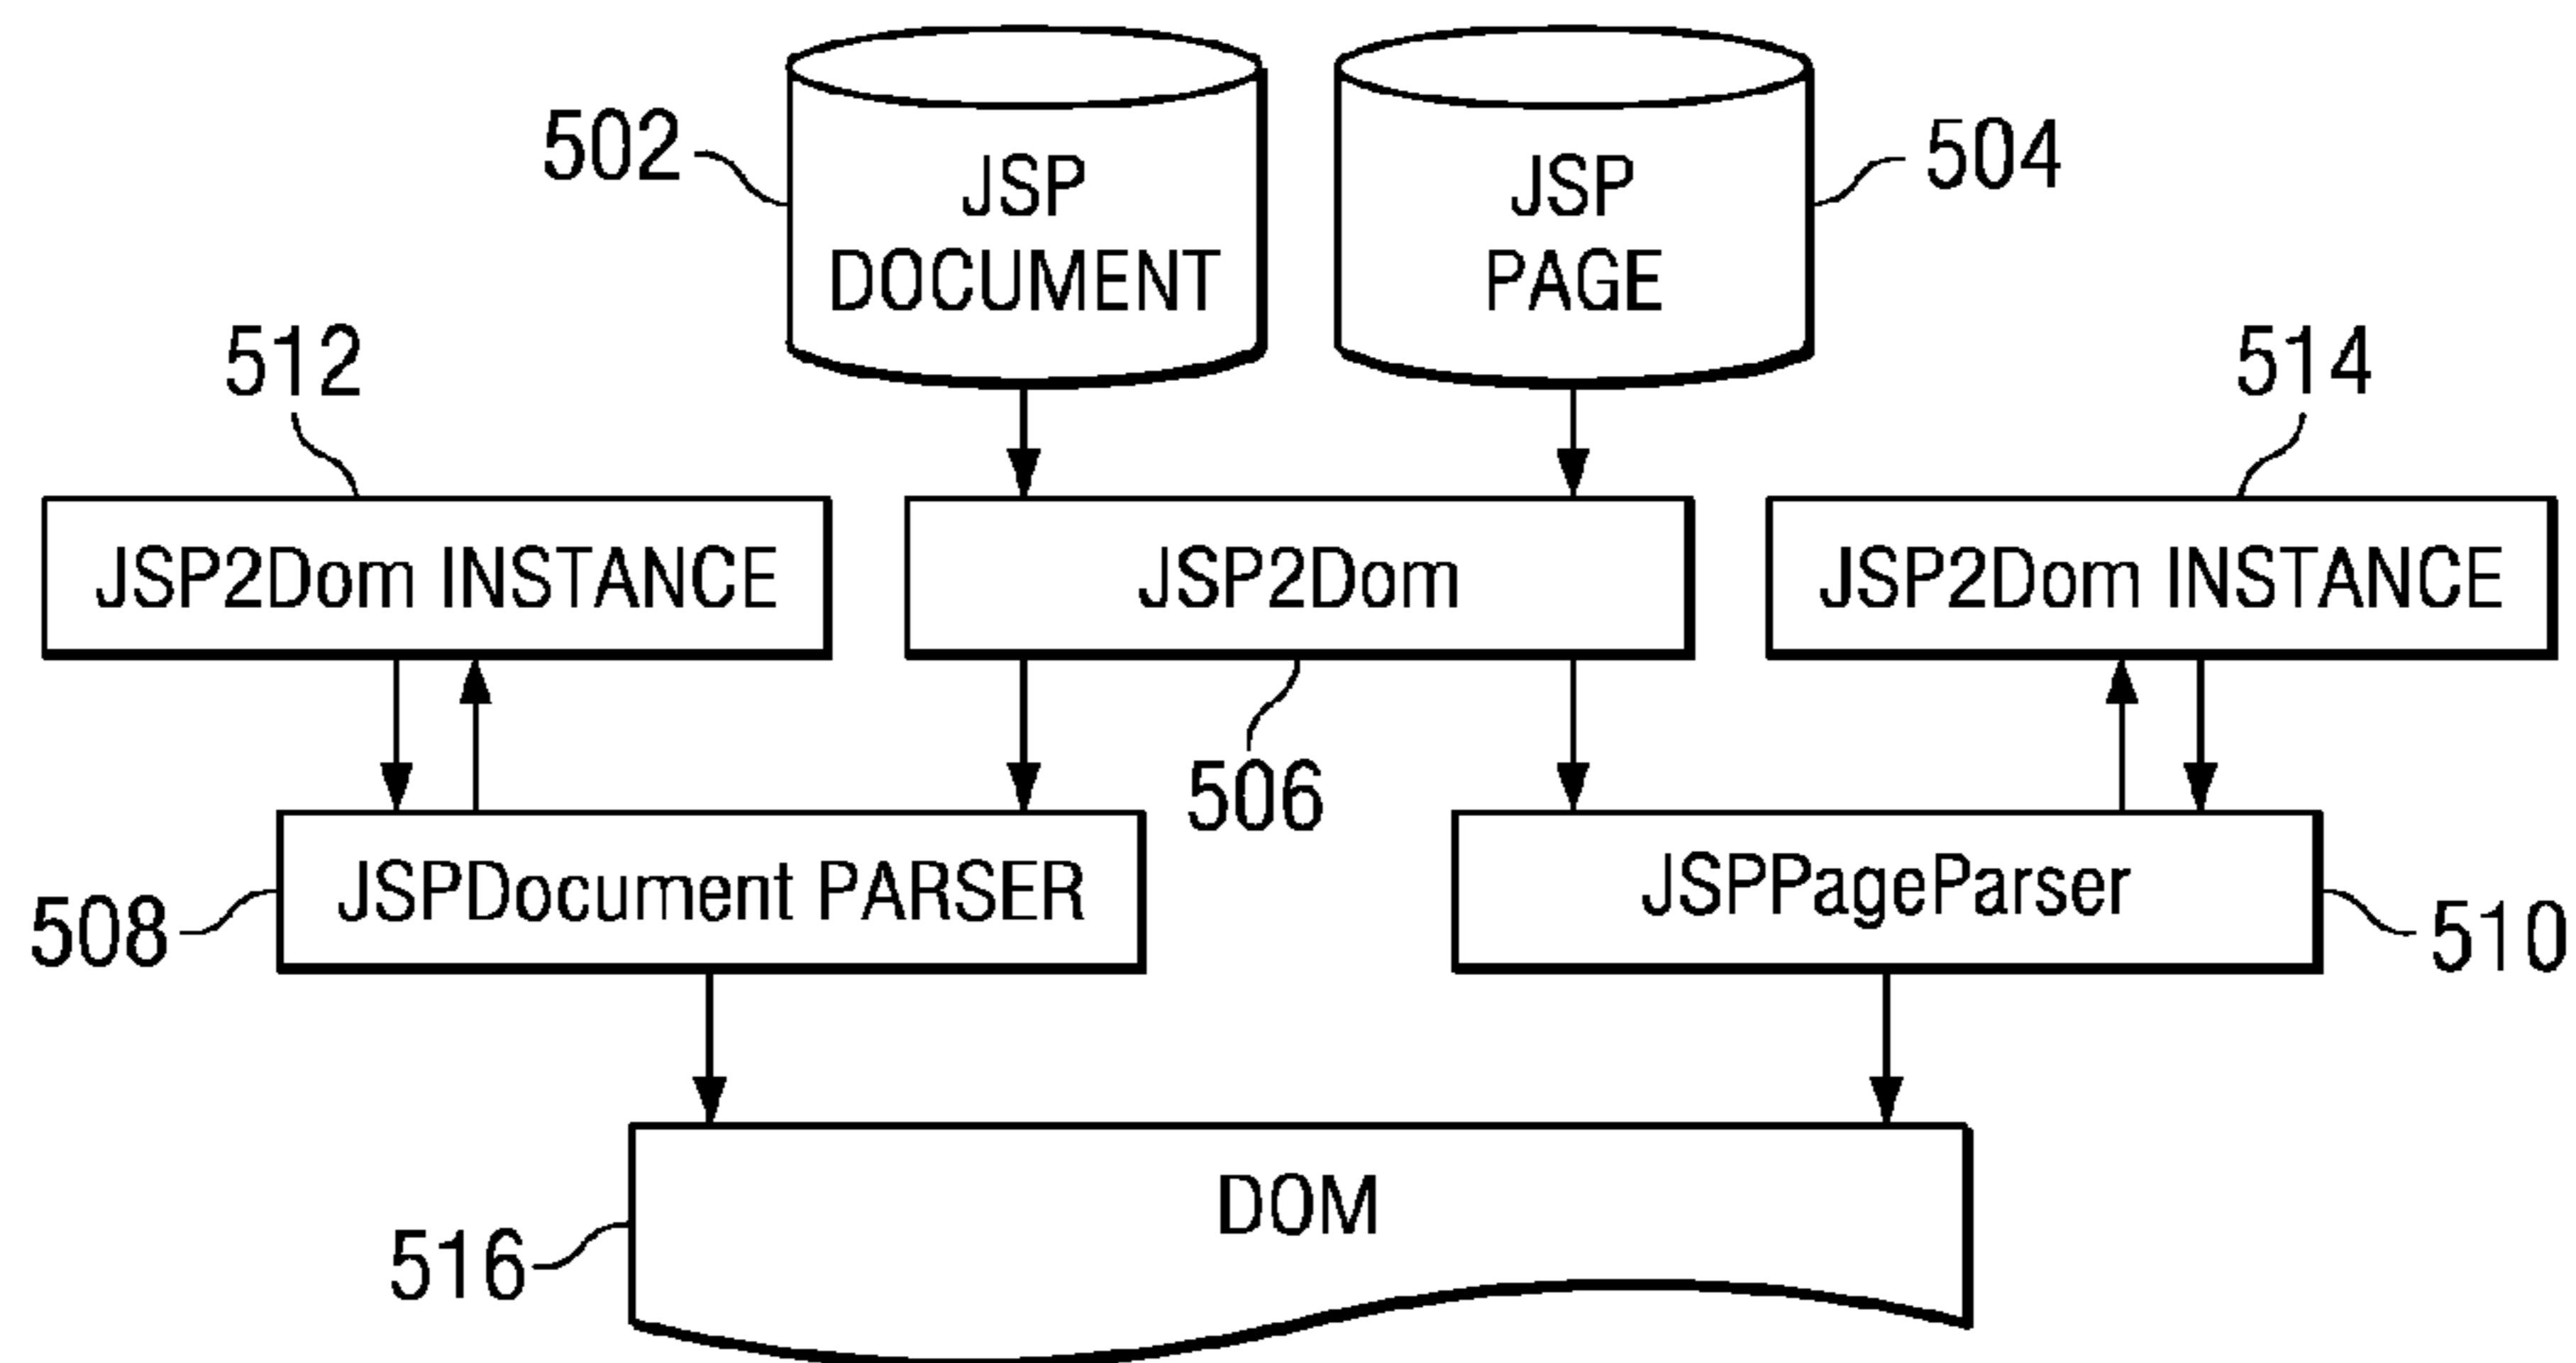 502
JSP
DOCUMENT
JSP
PAGE
504
512
514
JSP2Dom INSTANCE
JSP2Dom
JSP2Dom INSTANCE
506
508
JSPDocument PARSER
JSPPageParser
510
516
DOM